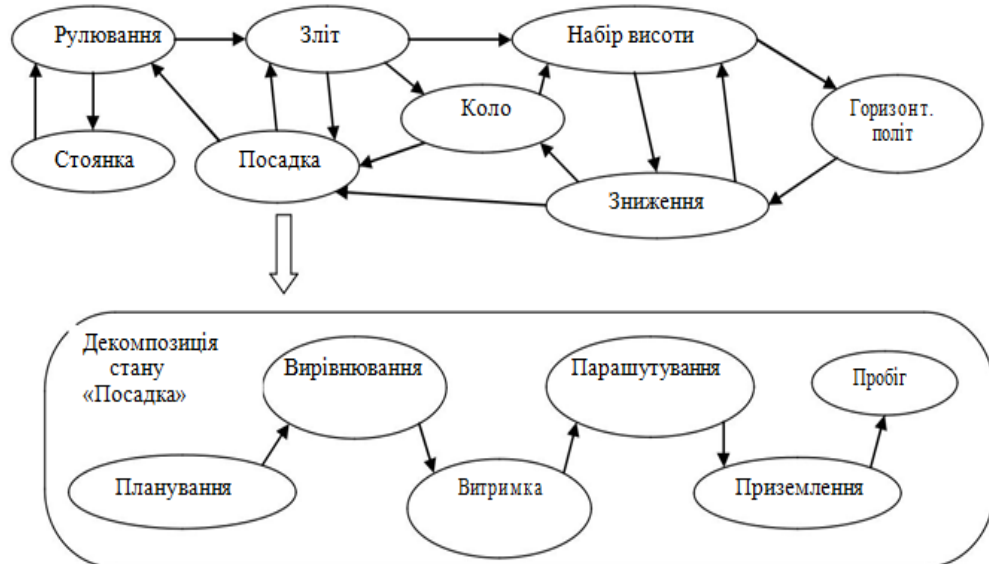 Рулювання
Зліт
Набір висоти
Коло
Горизонт.
політ
Стоянка
Посадка
Зниження
Декомпозиція
стану
«Посадка»
Вирівнювання
Парашутування
Пробіг
Планування
Витримка
Приземлення